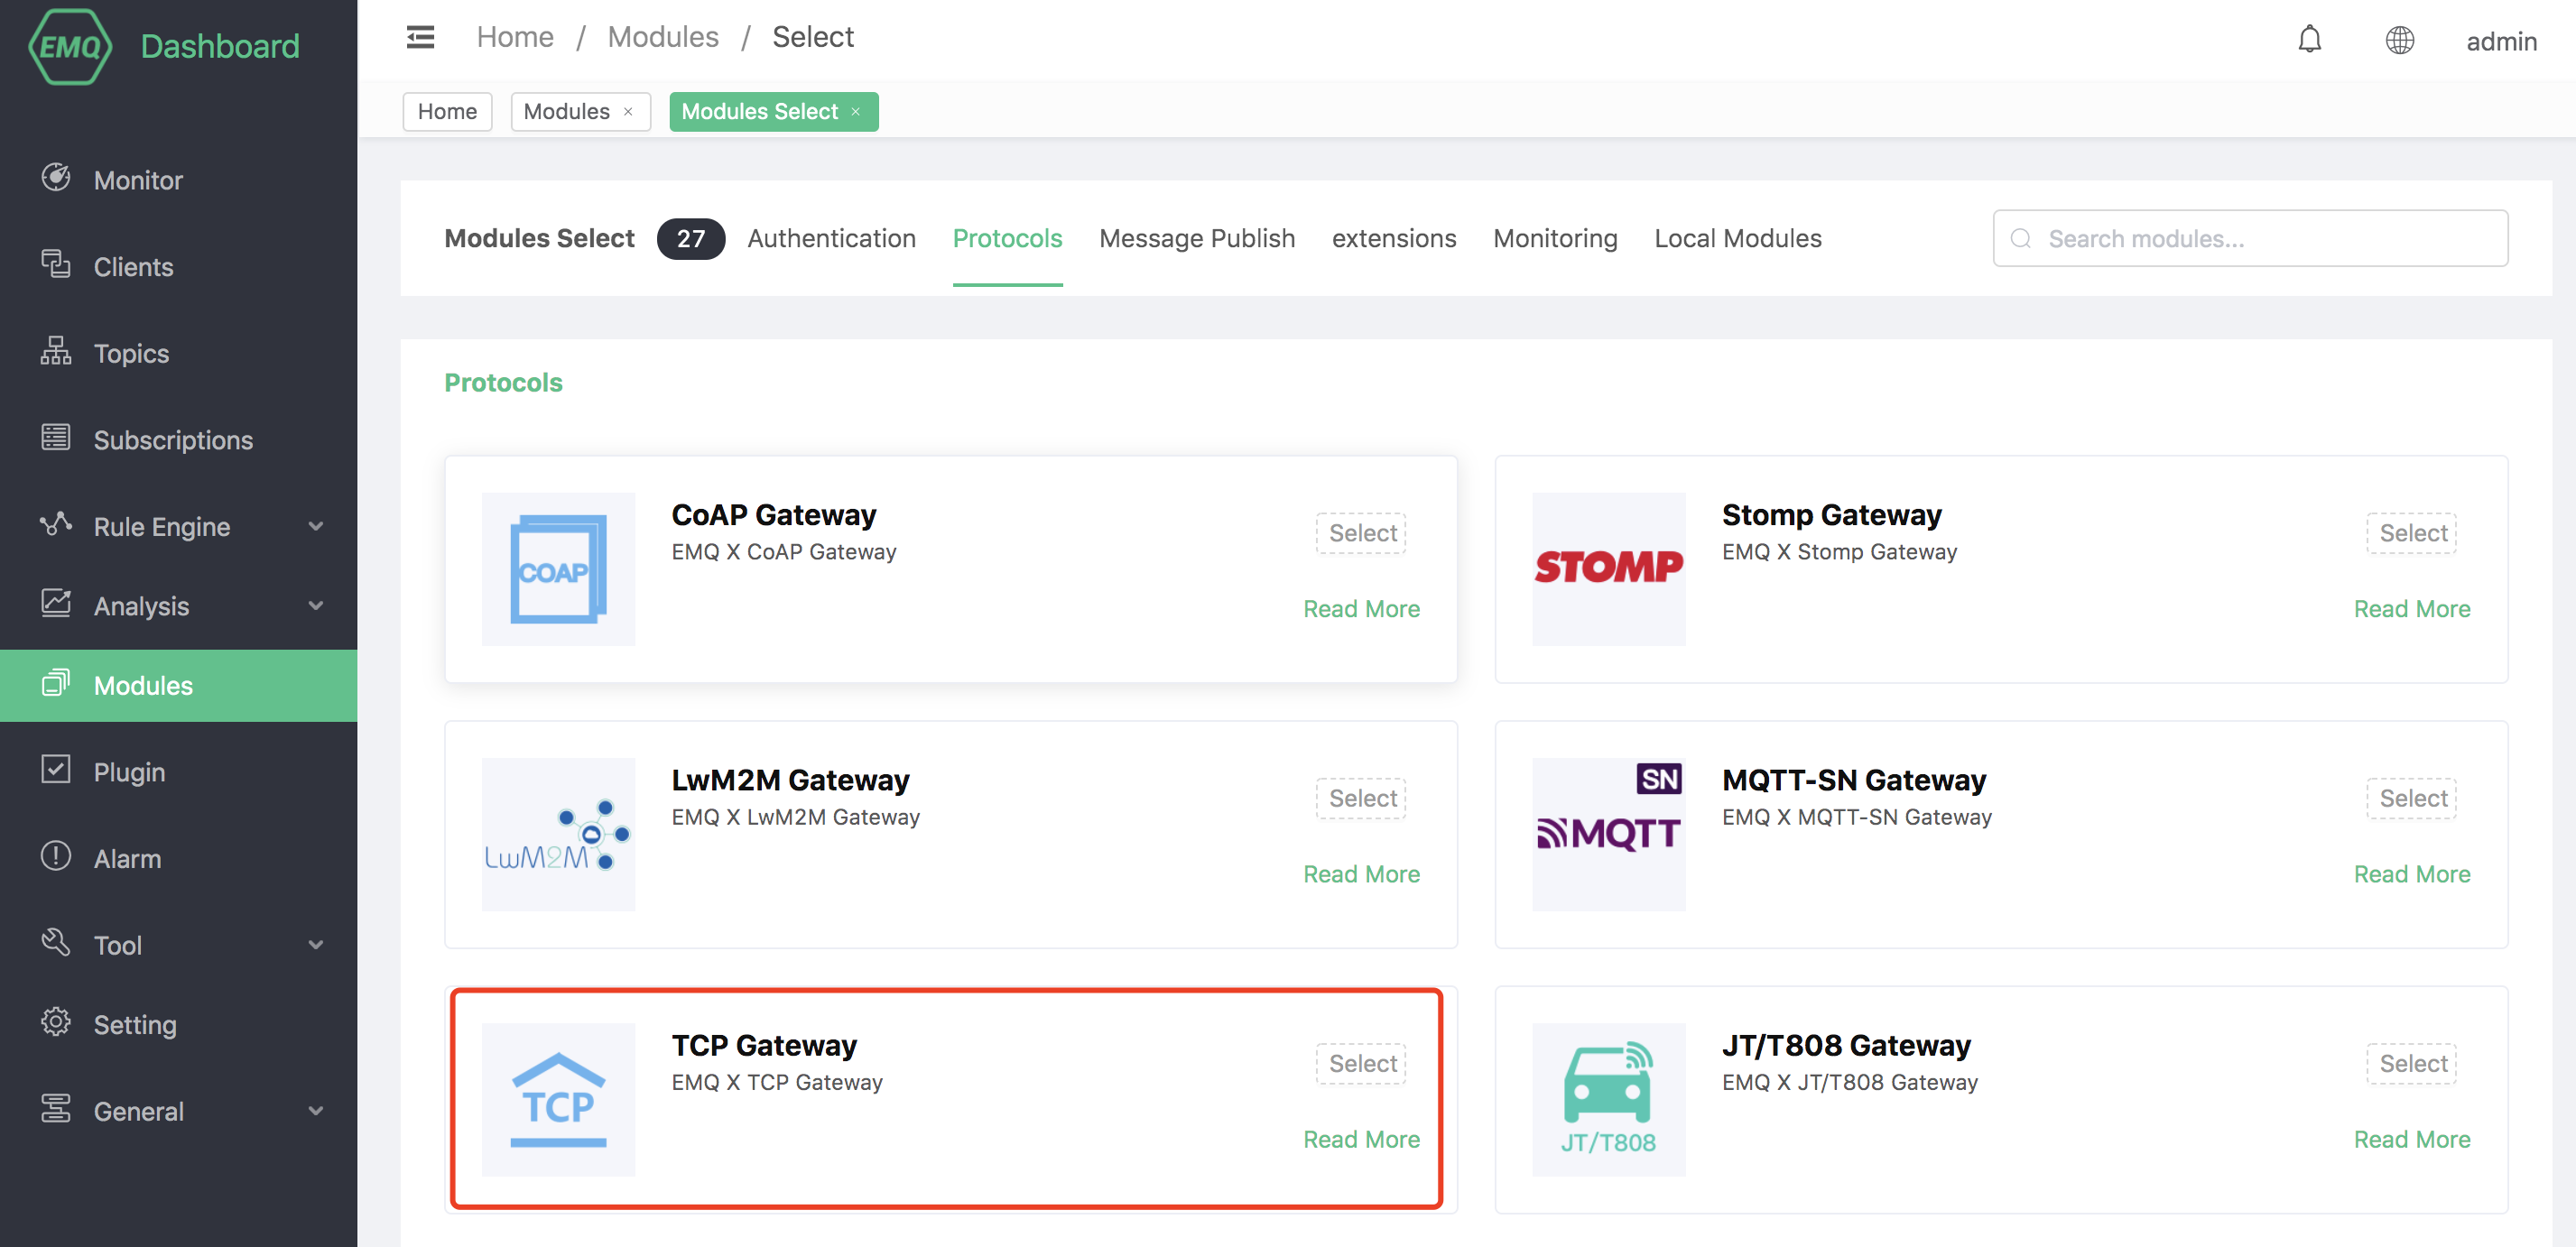 EMQ Dashboard
Home / Modules / Select
admin
Home
Modules ×
Modules Select ×
Monitor
Clients
Topics
Subscriptions
Rule Engine
Analysis
Modules
Plugin
Alarm
Tool
Setting
General
Modules Select 27 Authentication Protocols Message Publish extensions Monitoring Local Modules
Search modules...
Protocols
COAP
CoAP Gateway
EMQ X CoAP Gateway
Select
Read More
STOMP
Stomp Gateway
EMQ X Stomp Gateway
Select
Read More
LwM2M
LwM2M Gateway
EMQ X LwM2M Gateway
Select
Read More
SN
MQTT
MQTT-SN Gateway
EMQ X MQTT-SN Gateway
Select
Read More
TCP
TCP Gateway
EMQ X TCP Gateway
Select
Read More
JT/T808
JT/T808 Gateway
EMQ X JT/T808 Gateway
Select
Read More